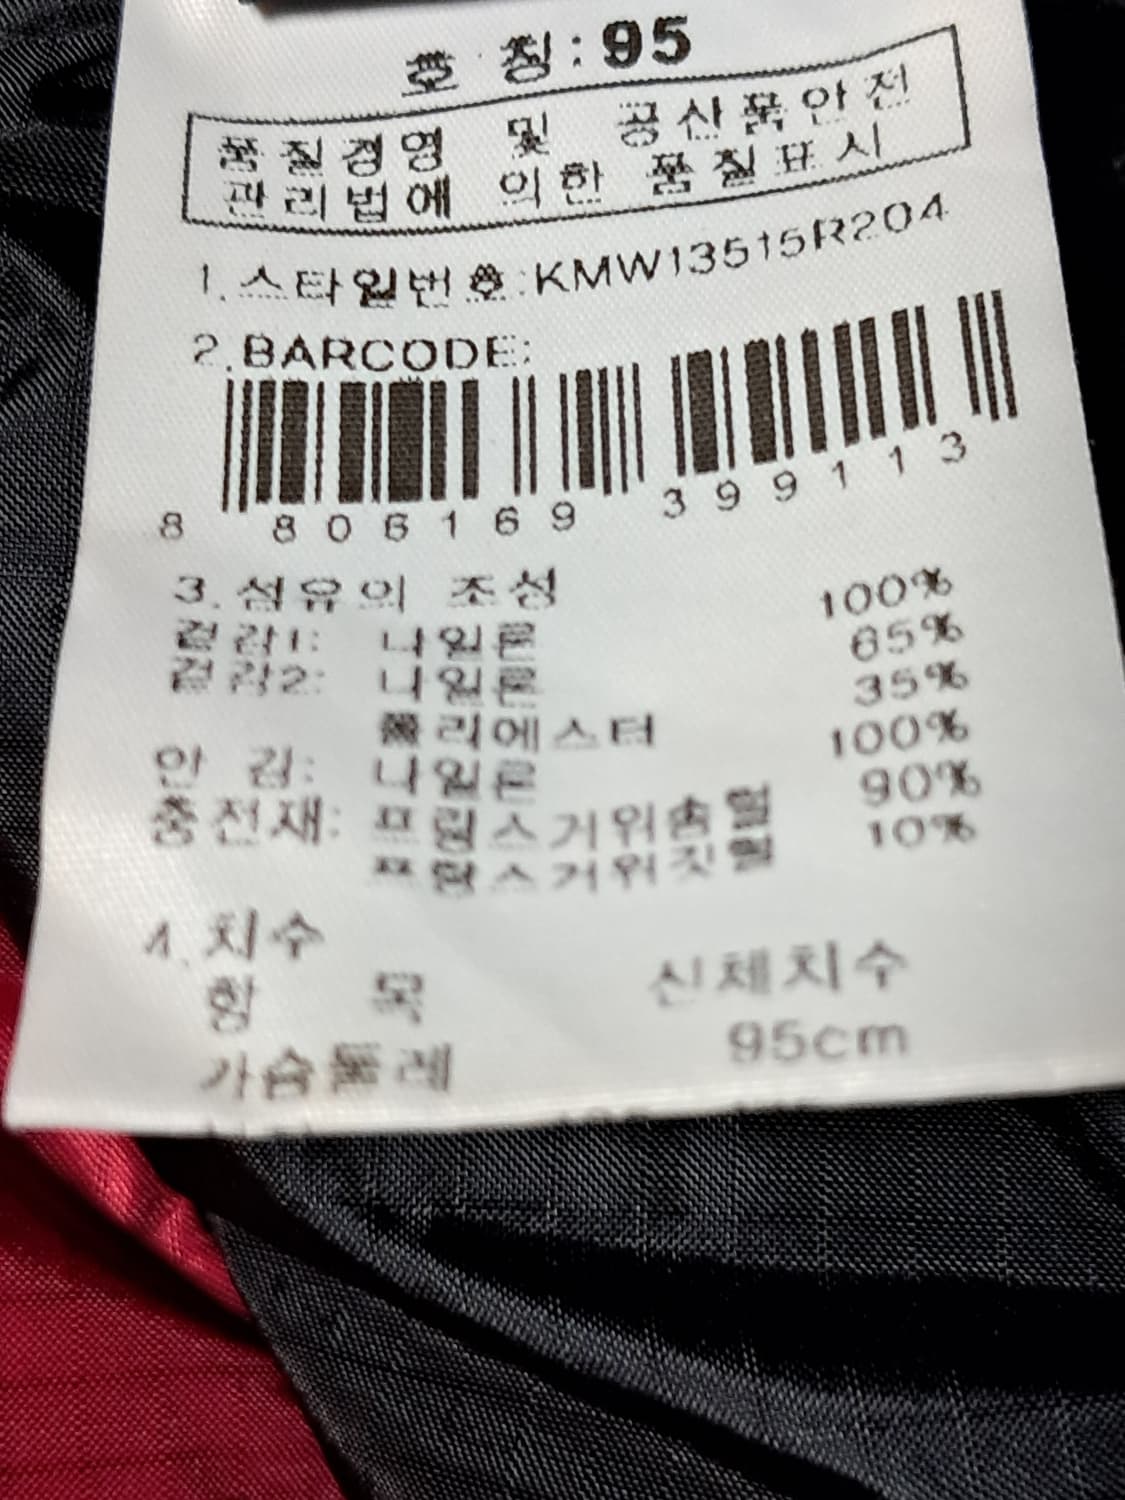 호 칭:95
품질경영 및 공산품안전
관리법에 의한 품질표시
1.스타일번호:KMW13515R204
2.BARCODE:
8 806169 399113
3.섬유의 조성
겉감1: 나일론 100%
겉감2: 나일론 65%
폴리에스터 35%
안 감: 나일론 100%
충전재: 프랑스거위솜털 90%
프랑스거위깃털 10%
4.치수
항 목 신체치수
가슴둘레 95cm